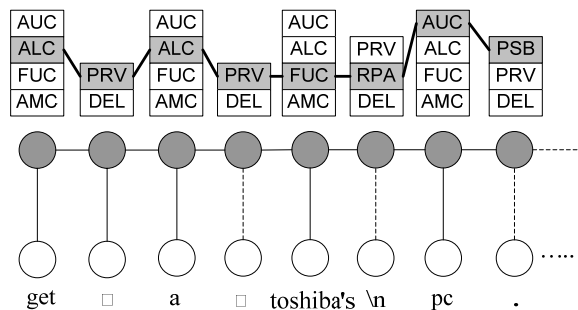 AUC AUC AUC AUC
ALC ALC ALC PRV ALC PSB
FUC PRV FUC PRV FUC RPA FUC PRV
AMC DEL AMC DEL AMC DEL AMC DEL
get □ a □ toshiba's \n pc .